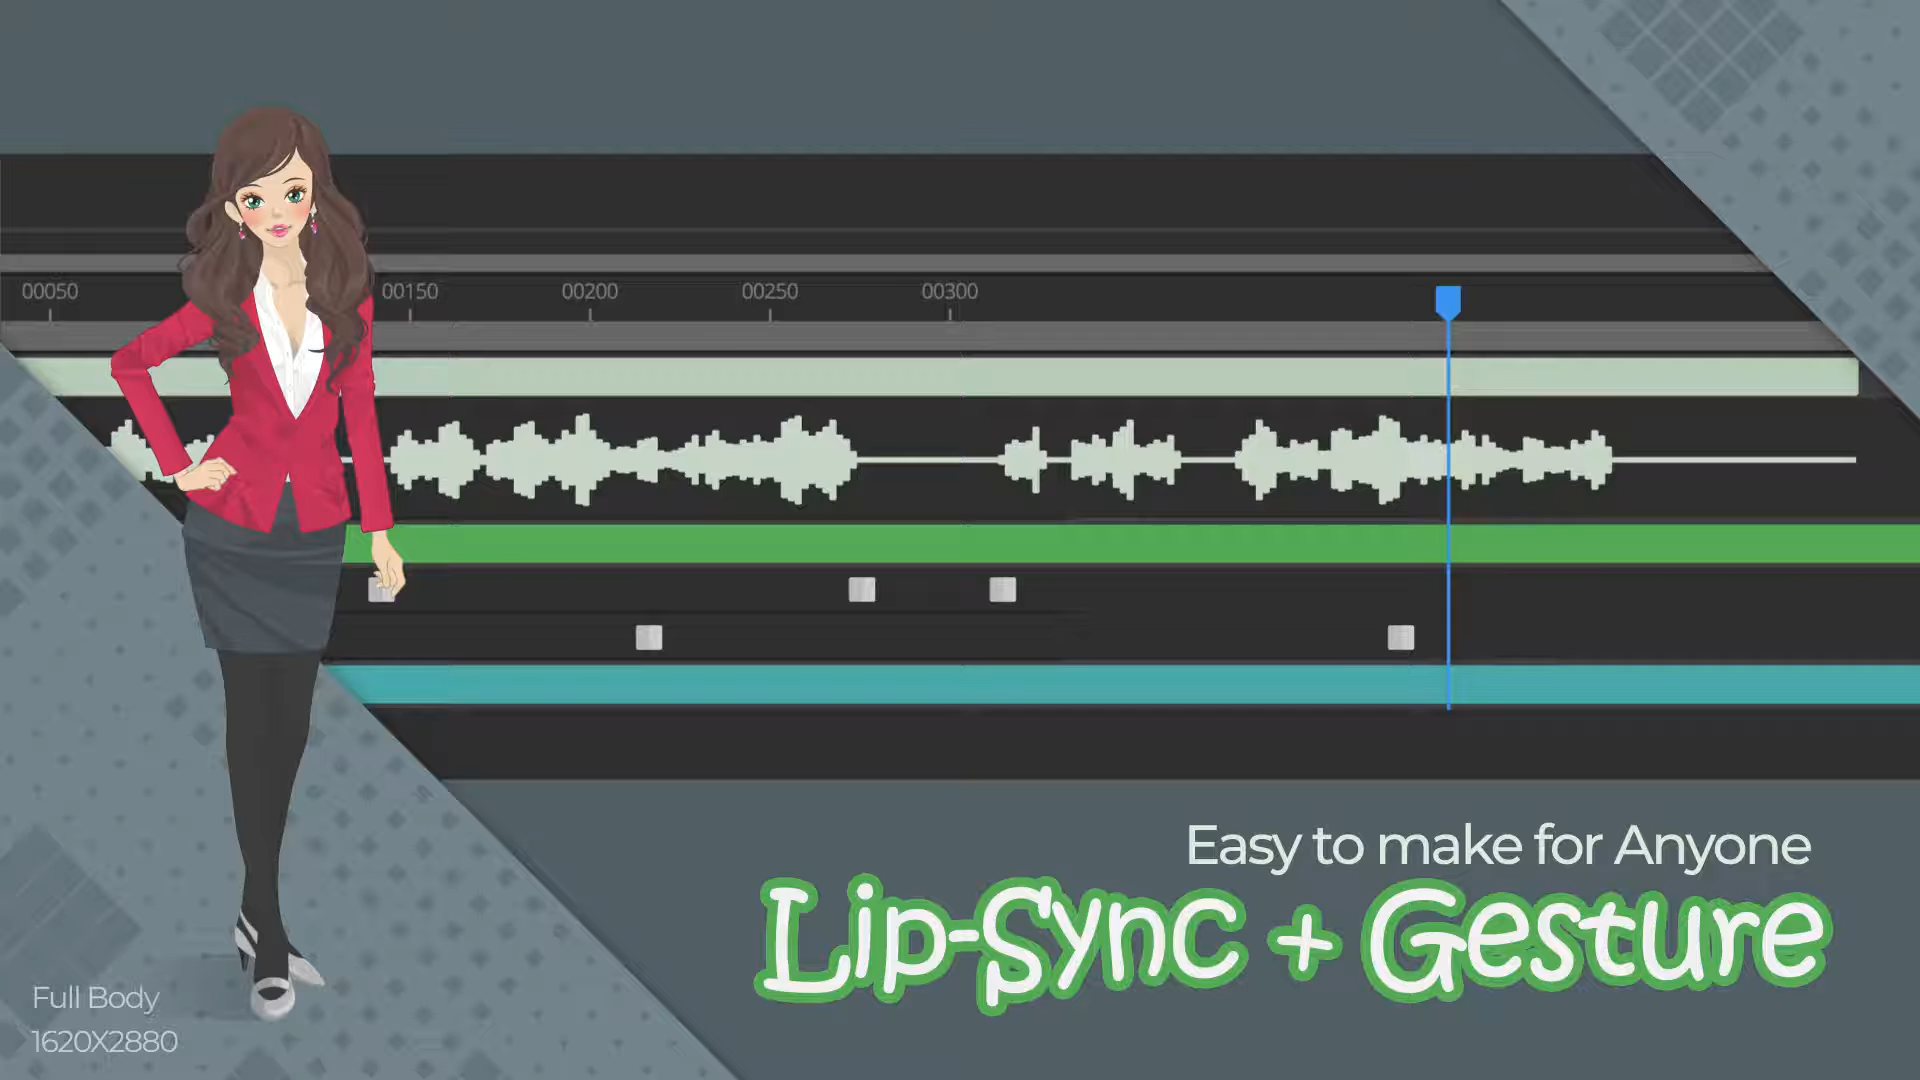 00050 00150 00200 00250 00300
Easy to make for Anyone
Lip-Sync + Gesture
Full Body
1620X2880